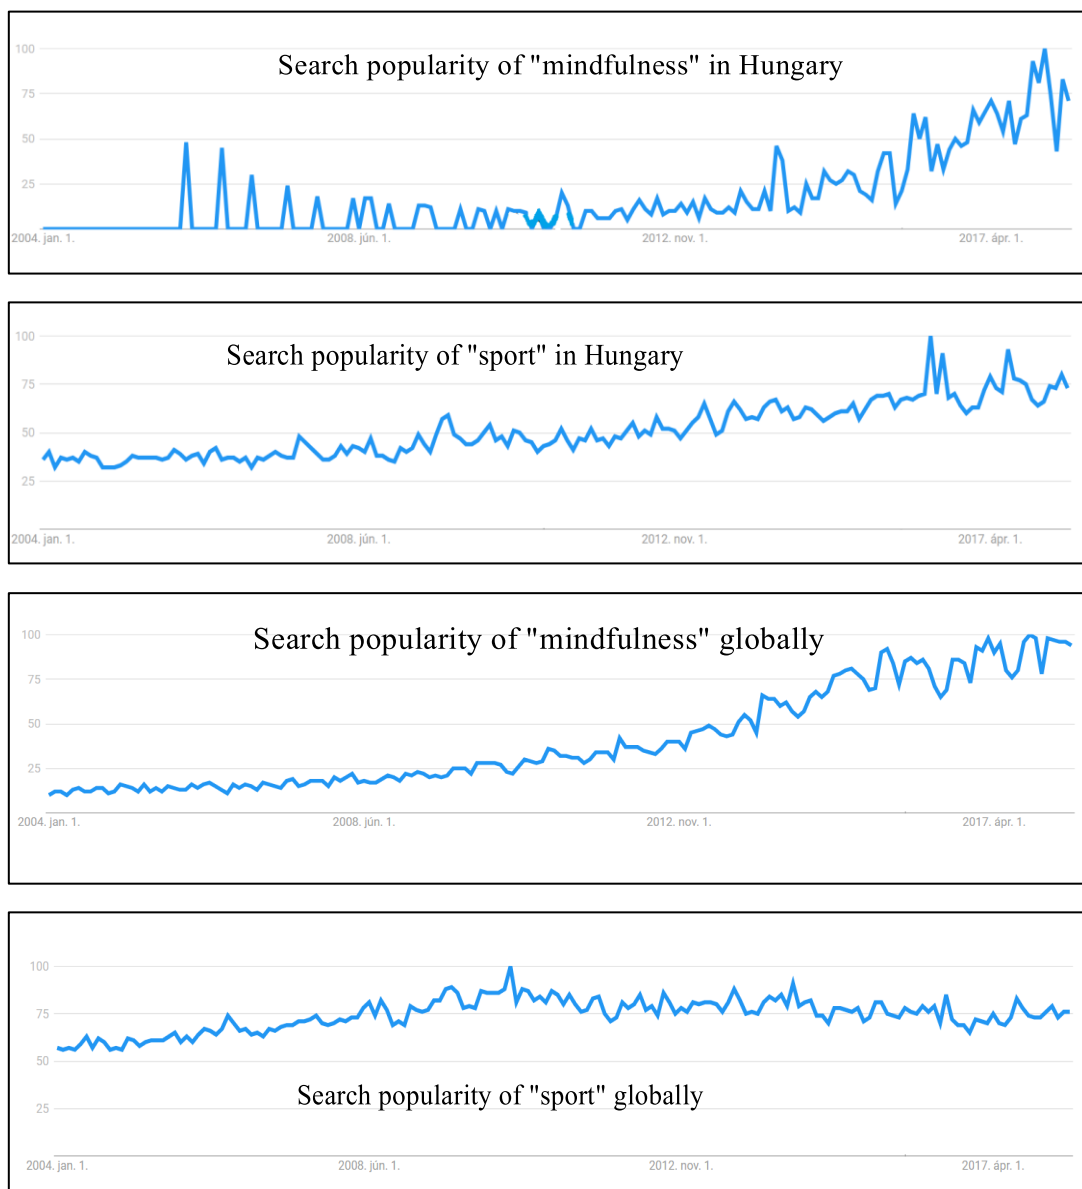 Search popularity of "mindfulness" in Hungary
100
75
50
25
2004. jan. 1.
2008. jún. 1.
2012. nov. 1.
2017. ápr. 1.
Search popularity of "sport" in Hungary
100
75
50
25
2004. jan. 1.
2008. jún. 1.
2012. nov. 1.
2017. ápr. 1.
Search popularity of "mindfulness" globally
100
75
50
25
2004. jan. 1.
2008. jún. 1.
2012. nov. 1.
2017. ápr. 1.
100
75
50
Search popularity of "sport" globally
25
2004. jan. 1.
2008. jún. 1.
2012. nov. 1.
2017. ápr. 1.